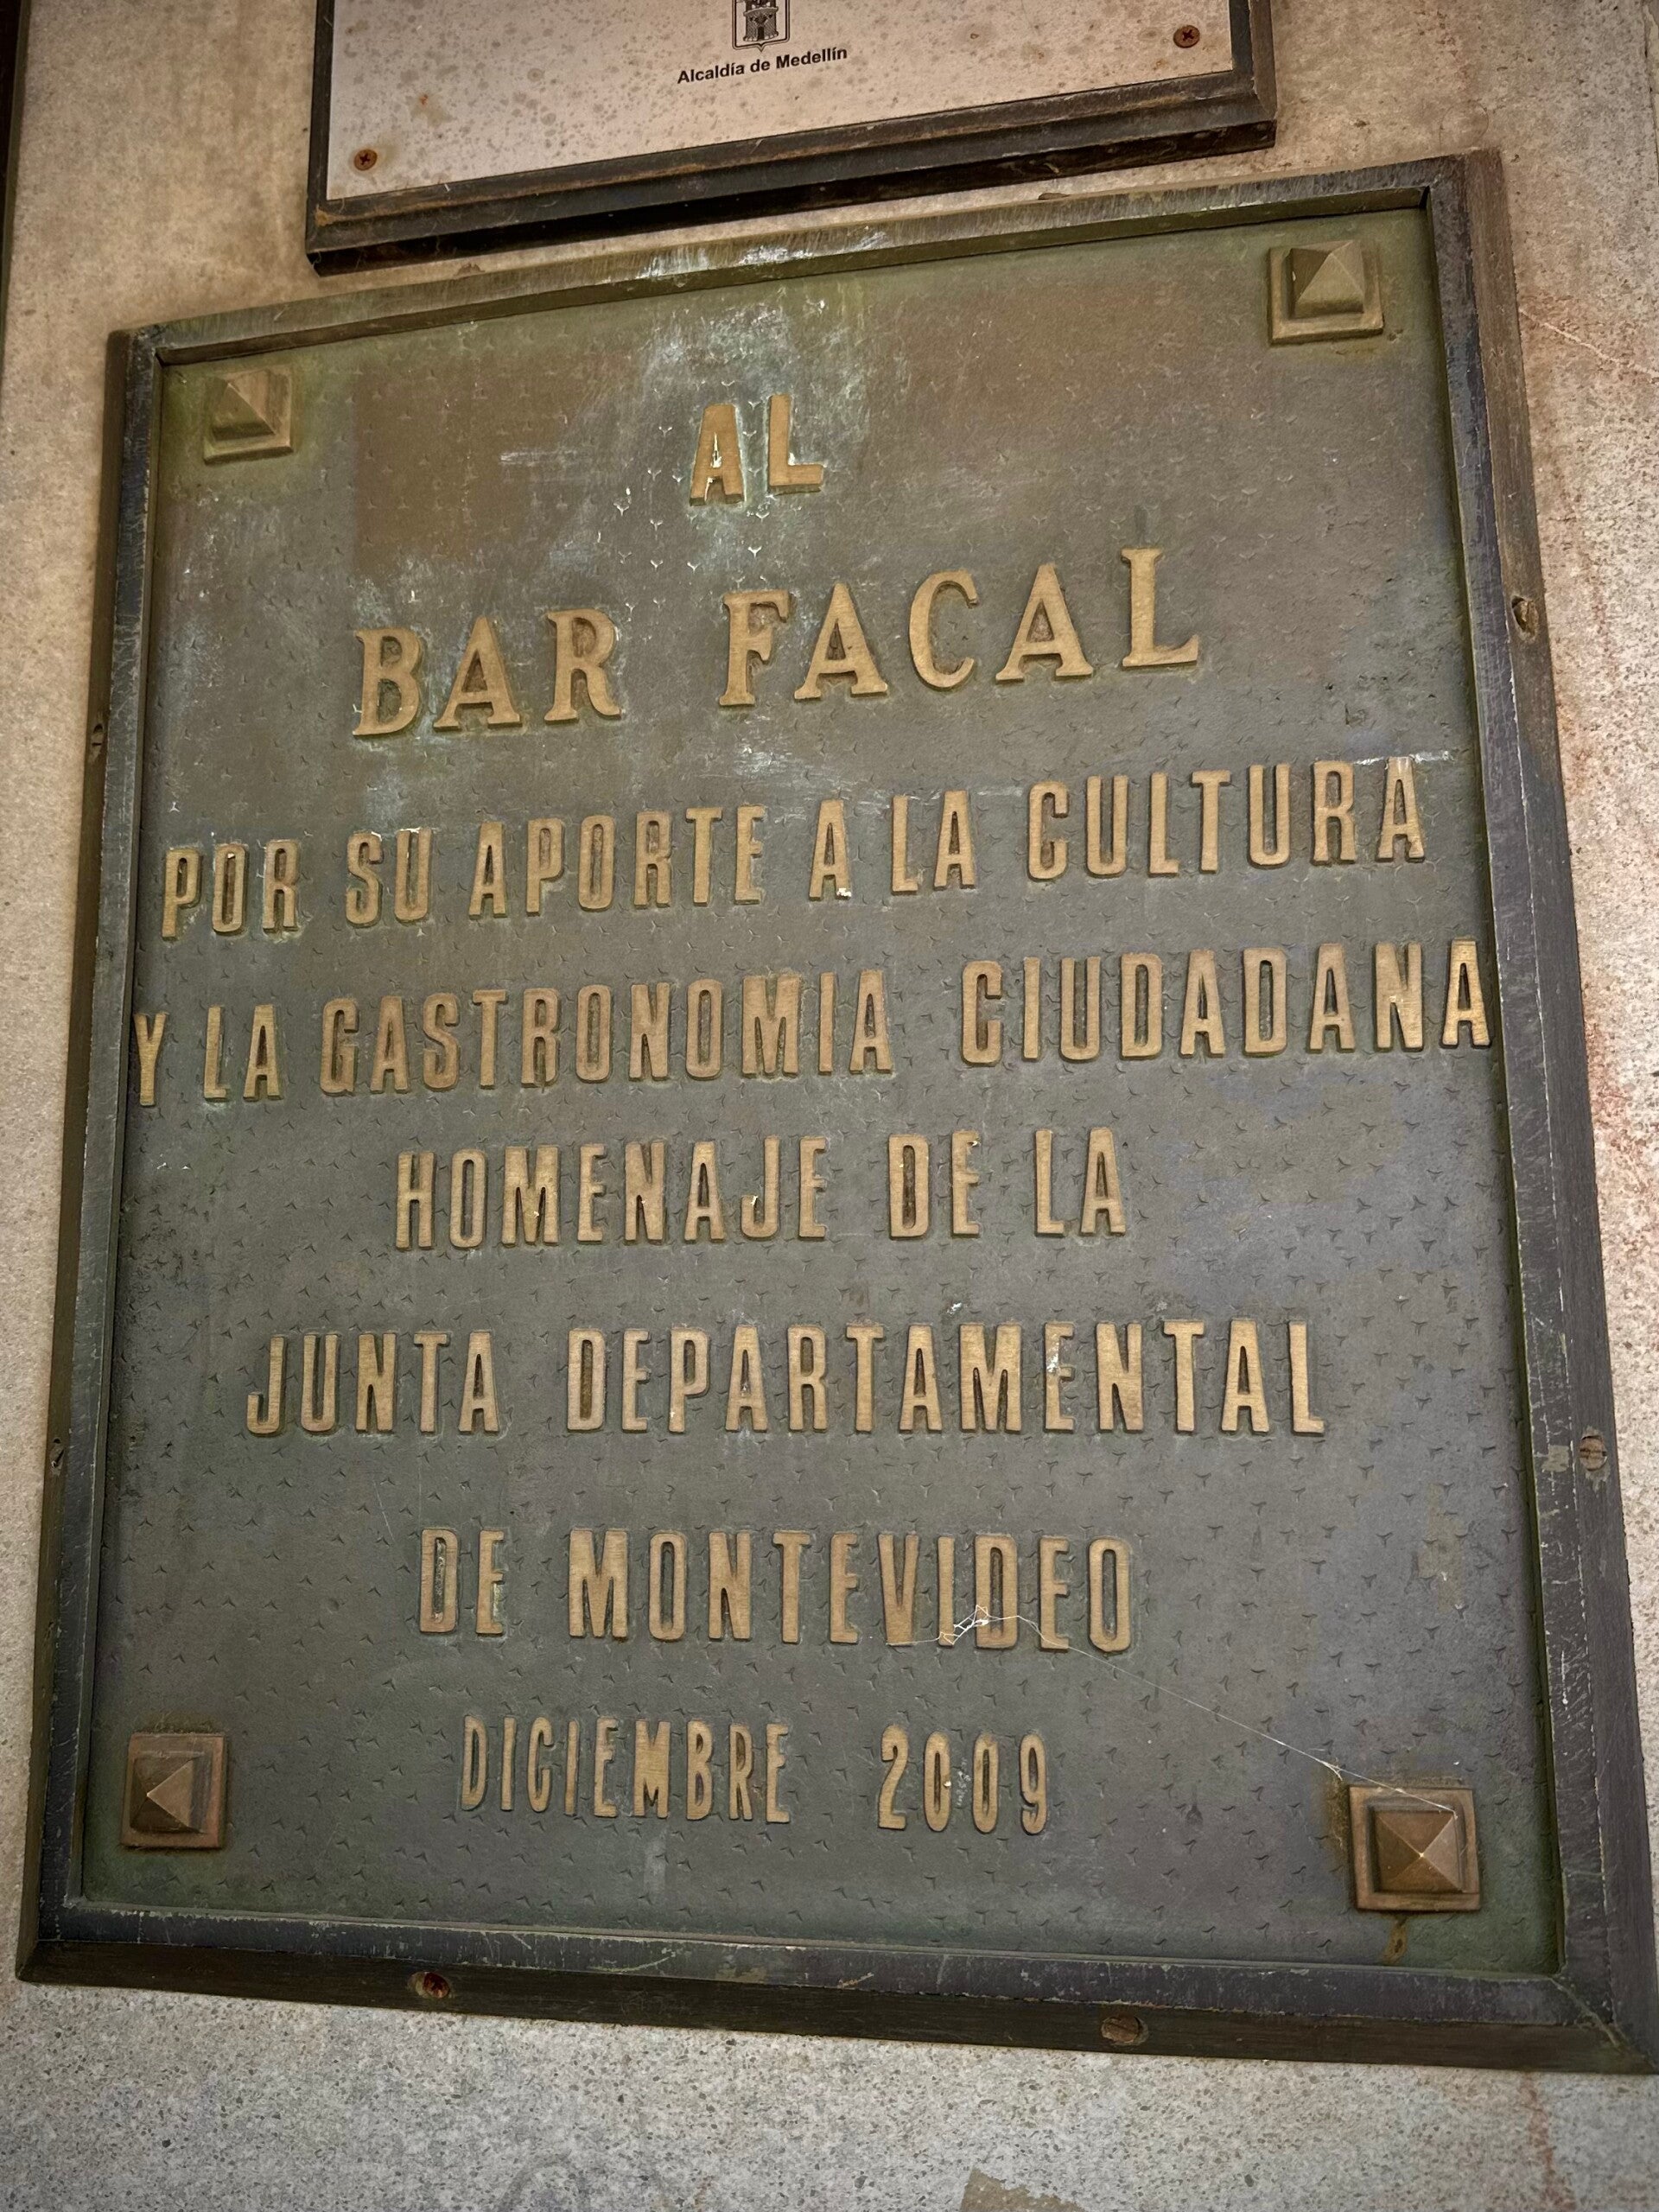 Alcaldía de Medellín
AL
BAR FACAL
POR SU APORTE A LA CULTURA
Y LA GASTRONOMIA CIUDADANA
HOMENAJE DE LA
JUNTA DEPARTAMENTAL
DE MONTEVIDEO
DICIEMBRE 2009